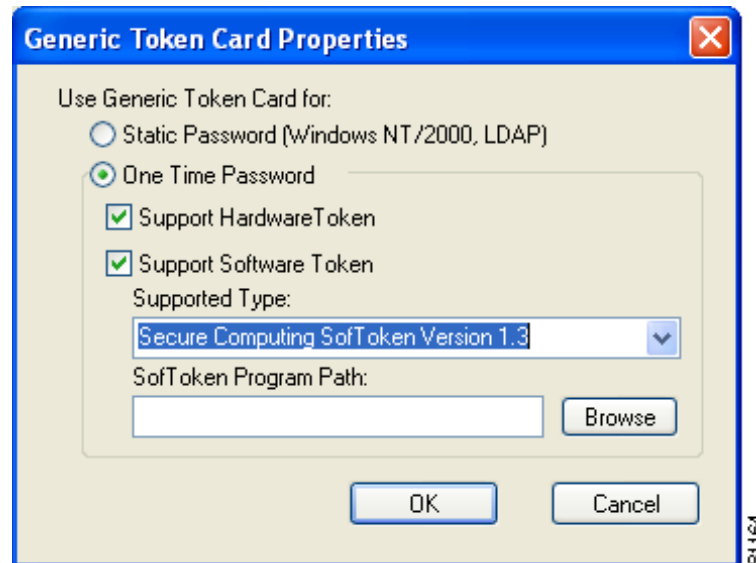 Generic Token Card Properties
Use Generic Token Card for:
Static Password (Windows NT/2000, LDAP)
One Time Password
Support HardwareToken
Support Software Token
Supported Type:
Secure Computing SofToken Version 1.3
SofToken Program Path:
Browse
OK
Cancel